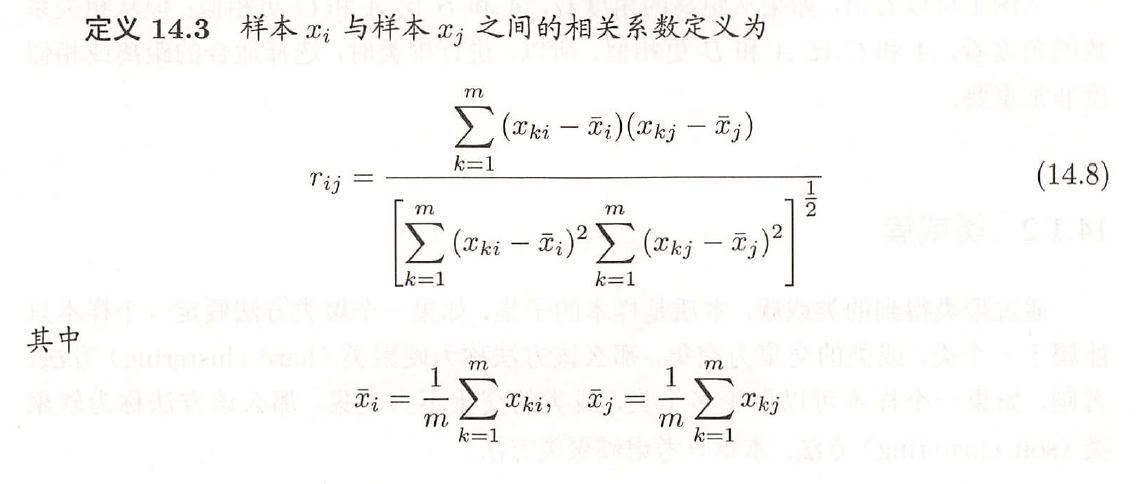 定义 14.3 样本 $x_i$ 与样本 $x_j$ 之间的相关系数定义为
$$r_{ij} = \frac{\sum_{k=1}^{m} (x_{ki} - \bar{x}_i)(x_{kj} - \bar{x}_j)}{\left[\sum_{k=1}^{m} (x_{ki} - \bar{x}_i)^2 \sum_{k=1}^{m} (x_{kj} - \bar{x}_j)^2\right]^{\frac{1}{2}}}$$ (14.8)
其中
$$\bar{x}_i = \frac{1}{m} \sum_{k=1}^{m} x_{ki}, \quad \bar{x}_j = \frac{1}{m} \sum_{k=1}^{m} x_{kj}$$